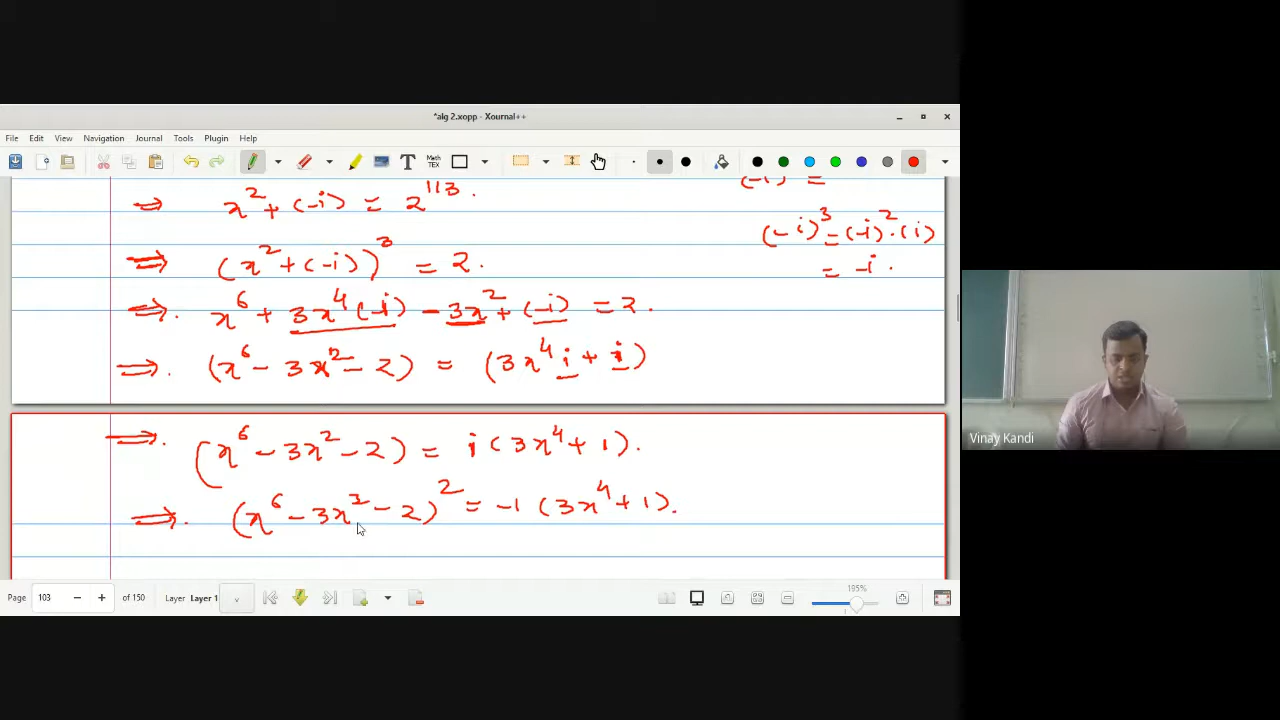 *alg 2.xopp - Xournal++
File Edit View Navigation Journal Tools Plugin Help
⇒ x² + (-i) = 2^{1/3}.
(-i) =
(-i)³ = (-i)²·(i)
= -i.
⇒ (x² + (-i))³ = 2.
⇒. x⁶ + 3x⁴(-i) - 3x² + (-i) = 2.
⇒. (x⁶ - 3x² - 2) = (3x⁴i + i)
⇒. (x⁶ - 3x² - 2) = i(3x⁴ + 1).
⇒. (x⁶ - 3x² - 2)² = -1(3x⁴ + 1).
Vinay Kandi
Page 103 of 150 Layer Layer 1 195%